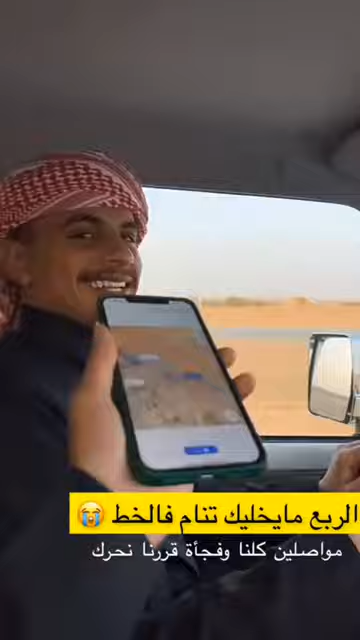 الربع مايخليك تنام فالخط 😭
مواصلين كلنا وفجأة قررنا نحرك